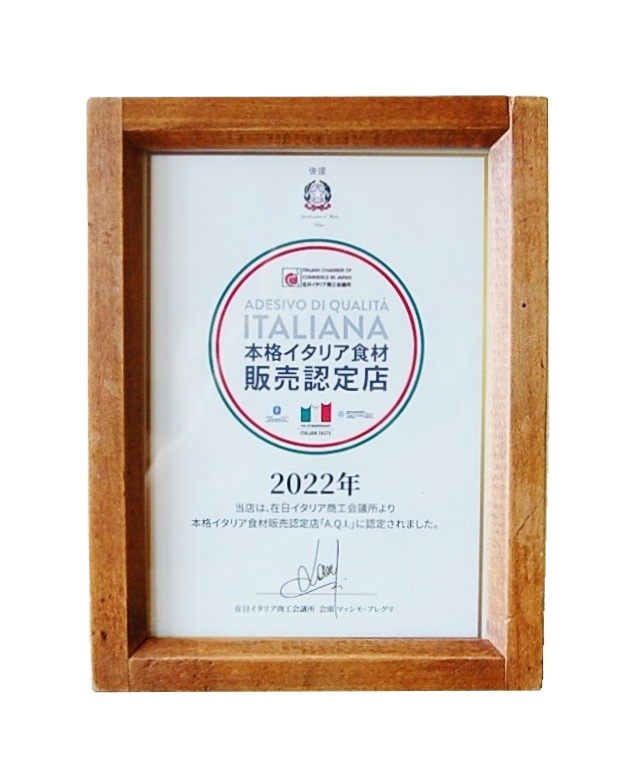 後援
ITALIAN CHAMBER OF
COMMERCE IN JAPAN
在日イタリア商工会議所
ADESIVO DI QUALITÀ
ITALIANA
本格イタリア食材
販売認定店
THE EXTRAORDINARY
ITALIAN TASTE
2022年
当店は、在日イタリア商工会議所より
本格イタリア食材販売認定店「A.Q.I.」に認定されました。
在日イタリア商工会議所 会頭 マッシモ・アレグリ